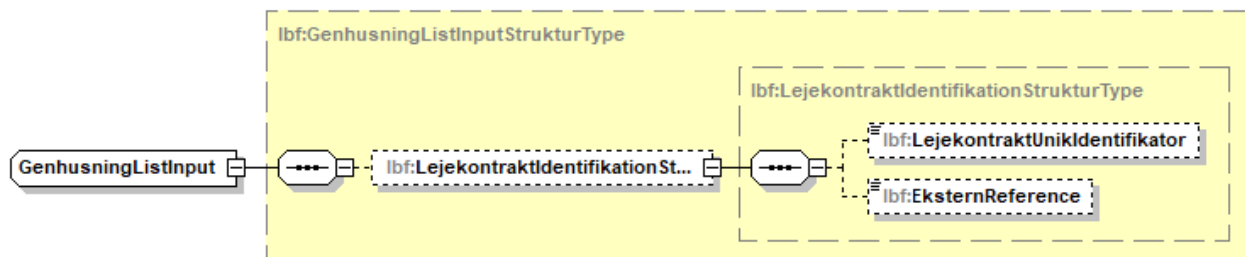 lbf:GenhusningListInputStrukturType
lbf:LejekontraktIdentifikationStrukturType
lbf:LejekontraktUnikIdentifikator
GenhusningListInput
lbf:LejekontraktIdentifikationSt...
lbf:EksternReference